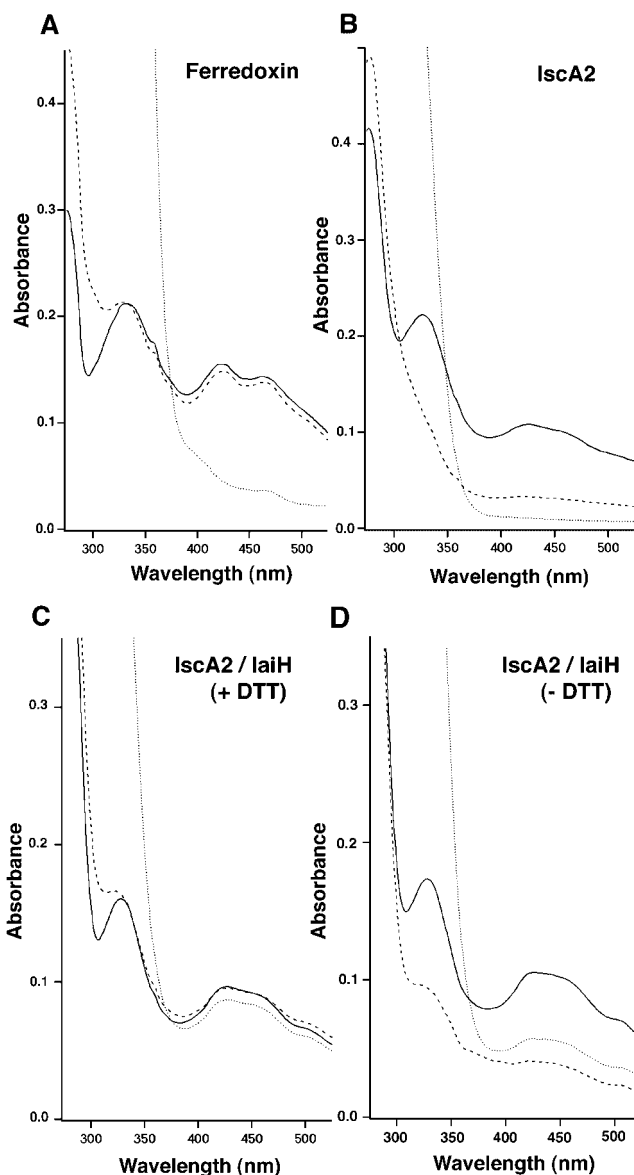 A
Ferredoxin
0.4
0.3
0.2
0.1
0.0
Absorbance
300 350 400 450 500
Wavelength (nm)
B
IscA2
0.4
0.3
0.2
0.1
0.0
Absorbance
300 350 400 450 500
Wavelength (nm)
C
IscA2 / IaiH
(+ DTT)
0.3
0.2
0.1
0.0
Absorbance
300 350 400 450 500
Wavelength (nm)
D
IscA2 / IaiH
(- DTT)
0.3
0.2
0.1
0.0
Absorbance
300 350 400 450 500
Wavelength (nm)